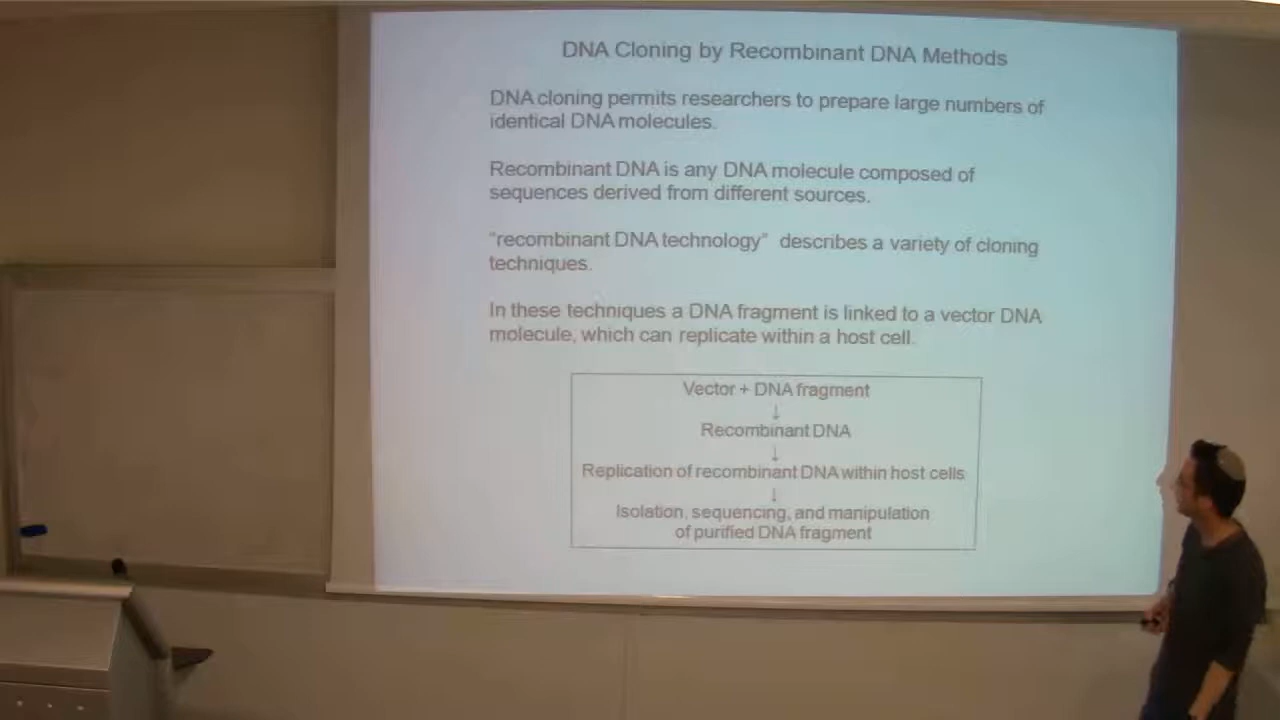 DNA Cloning by Recombinant DNA Methods
DNA cloning permits researchers to prepare large numbers of
identical DNA molecules.
Recombinant DNA is any DNA molecule composed of
sequences derived from different sources.
"recombinant DNA technology" describes a variety of cloning
techniques.
In these techniques a DNA fragment is linked to a vector DNA
molecule, which can replicate within a host cell.
Vector + DNA fragment
↓
Recombinant DNA
↓
Replication of recombinant DNA within host cells
↓
Isolation, sequencing, and manipulation
of purified DNA fragment